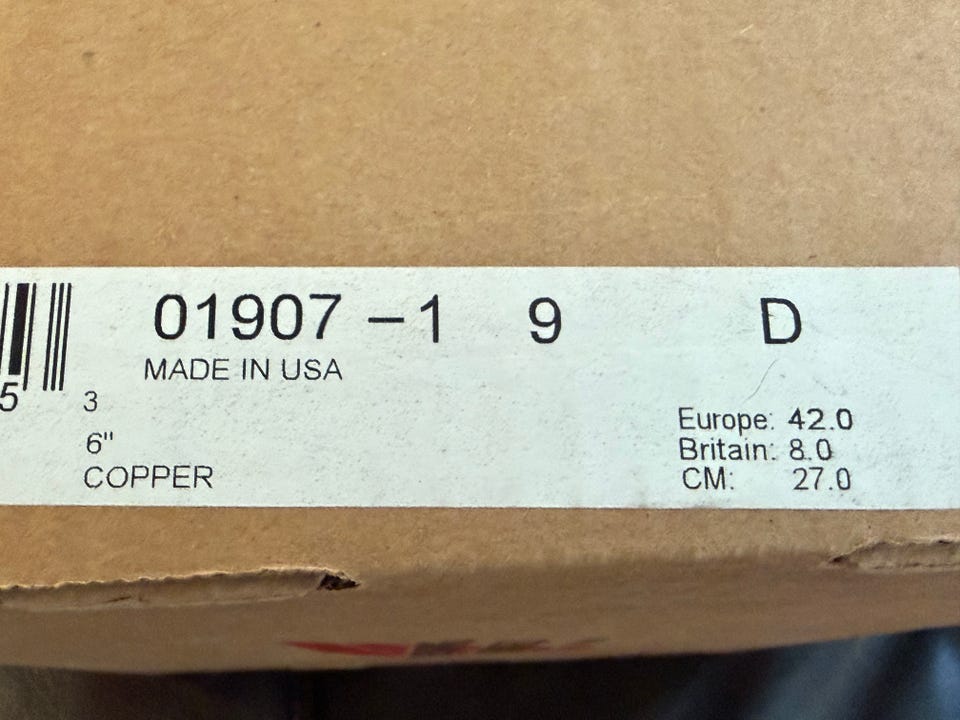 01907 – 1 9 D
MADE IN USA
5 3
6"
COPPER
Europe: 42.0
Britain: 8.0
CM: 27.0